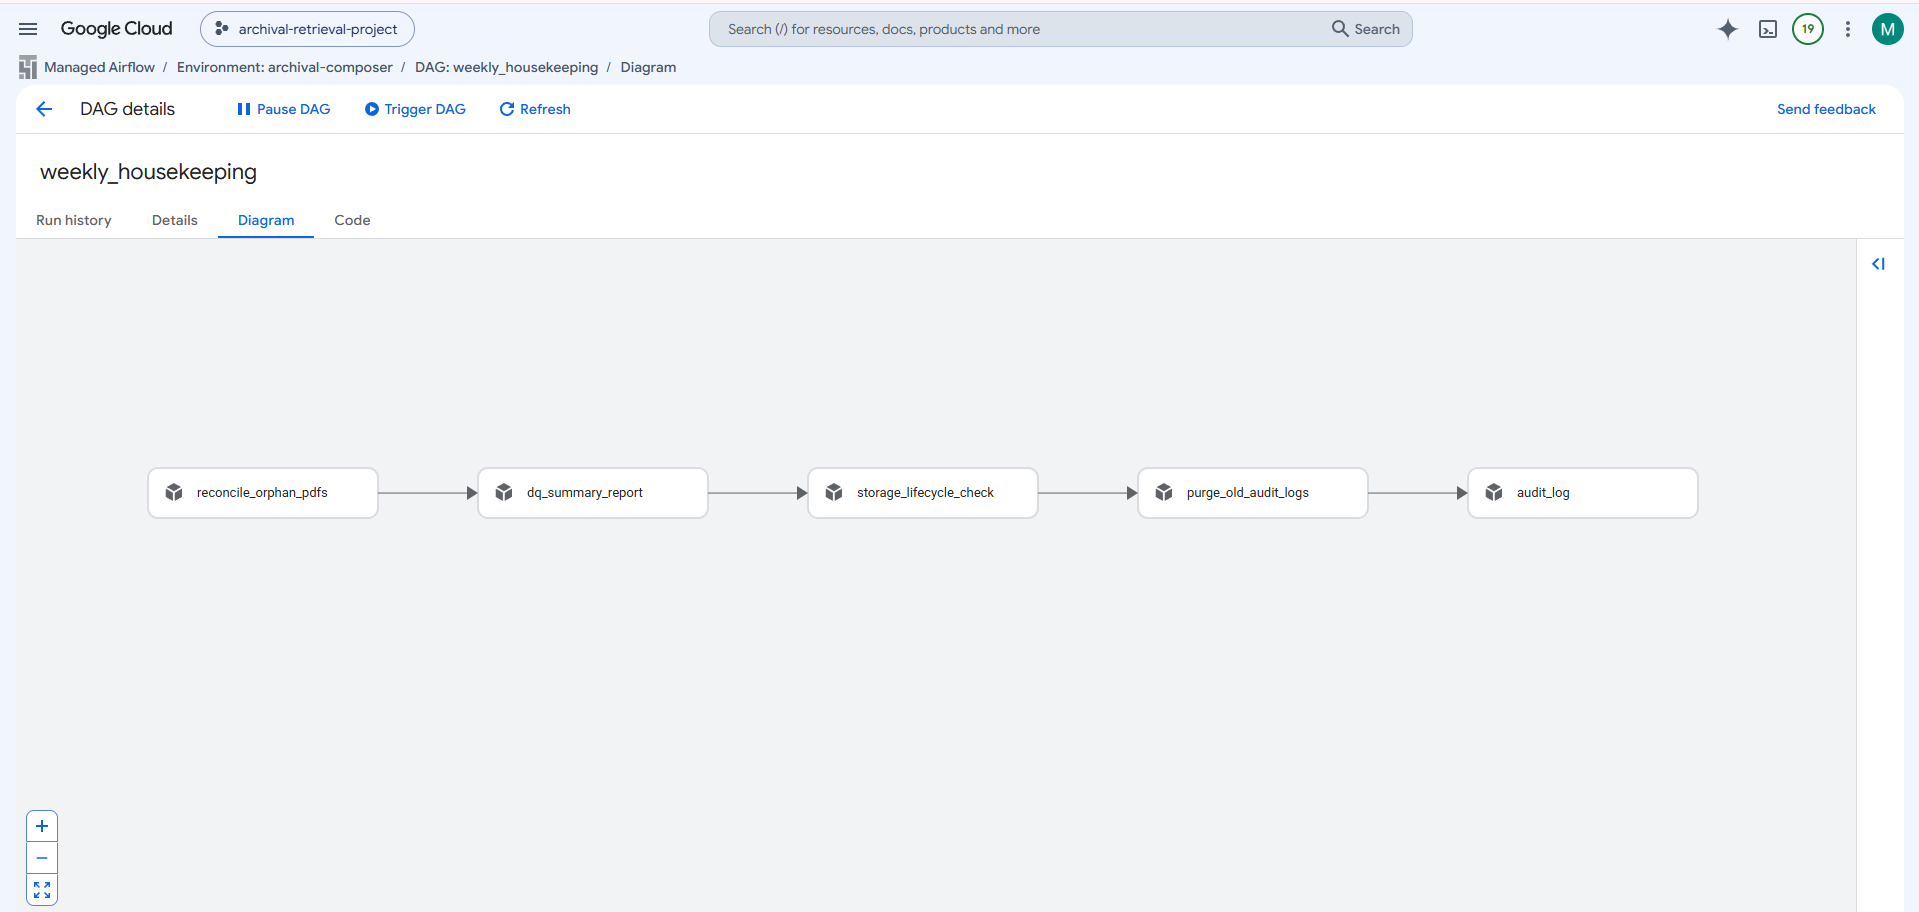 Google Cloud
archival-retrieval-project
Search (/) for resources, docs, products and more
Search
19
M
Managed Airflow / Environment: archival-composer / DAG: weekly_housekeeping / Diagram
DAG details
Pause DAG
Trigger DAG
Refresh
Send feedback
weekly_housekeeping
Run history
Details
Diagram
Code
reconcile_orphan_pdfs
dq_summary_report
storage_lifecycle_check
purge_old_audit_logs
audit_log